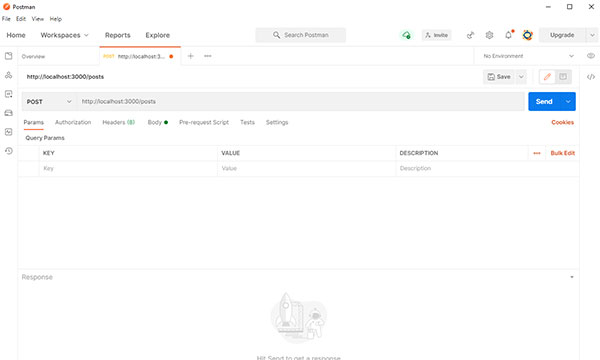 Postman
File Edit View Help
Home Workspaces Reports Explore Search Postman Invite Upgrade
Overview POST http://localhost:3... No Environment
http://localhost:3000/posts Save
POST http://localhost:3000/posts Send
Params Authorization Headers (8) Body Pre-request Script Tests Settings Cookies
Query Params
KEY VALUE DESCRIPTION Bulk Edit
Key Value Description
Response
Hit Send to get a response